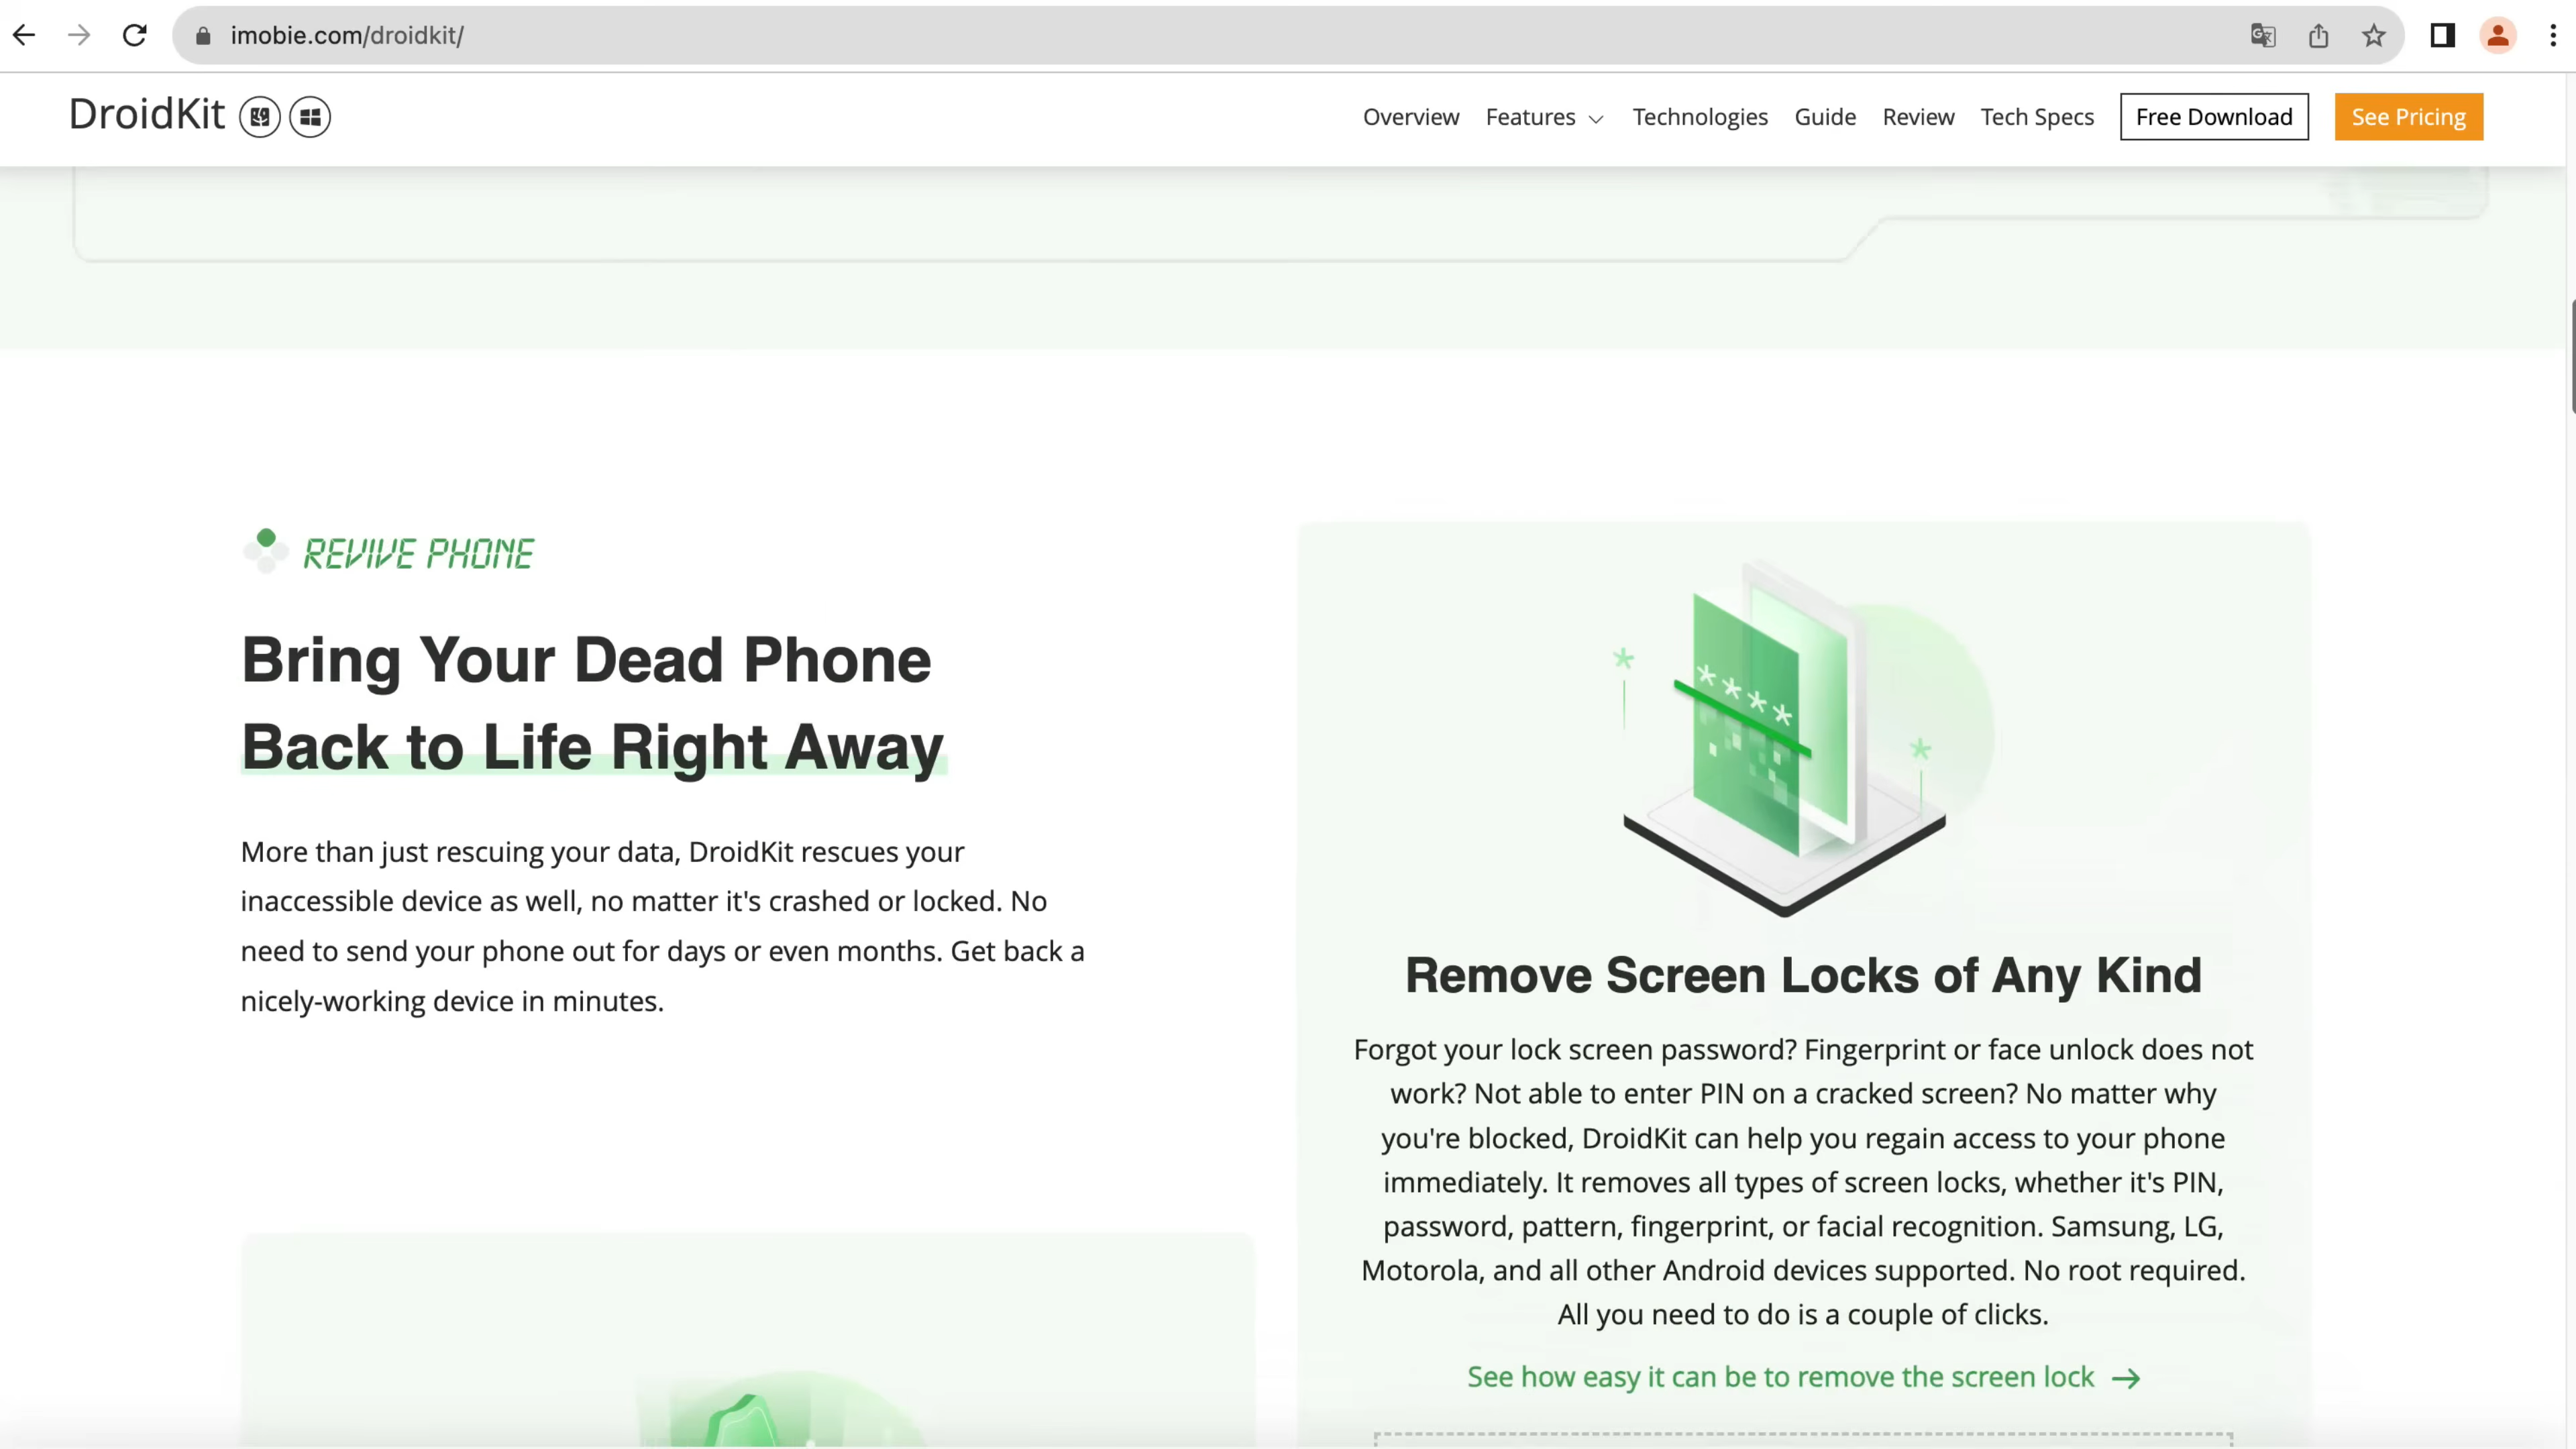 imobie.com/droidkit/
DroidKit
Overview Features Technologies Guide Review Tech Specs Free Download See Pricing
REVIVE PHONE
Bring Your Dead Phone
Back to Life Right Away
More than just rescuing your data, DroidKit rescues your
inaccessible device as well, no matter it's crashed or locked. No
need to send your phone out for days or even months. Get back a
nicely-working device in minutes.
****
Remove Screen Locks of Any Kind
Forgot your lock screen password? Fingerprint or face unlock does not
work? Not able to enter PIN on a cracked screen? No matter why
you're blocked, DroidKit can help you regain access to your phone
immediately. It removes all types of screen locks, whether it's PIN,
password, pattern, fingerprint, or facial recognition. Samsung, LG,
Motorola, and all other Android devices supported. No root required.
All you need to do is a couple of clicks.
See how easy it can be to remove the screen lock →